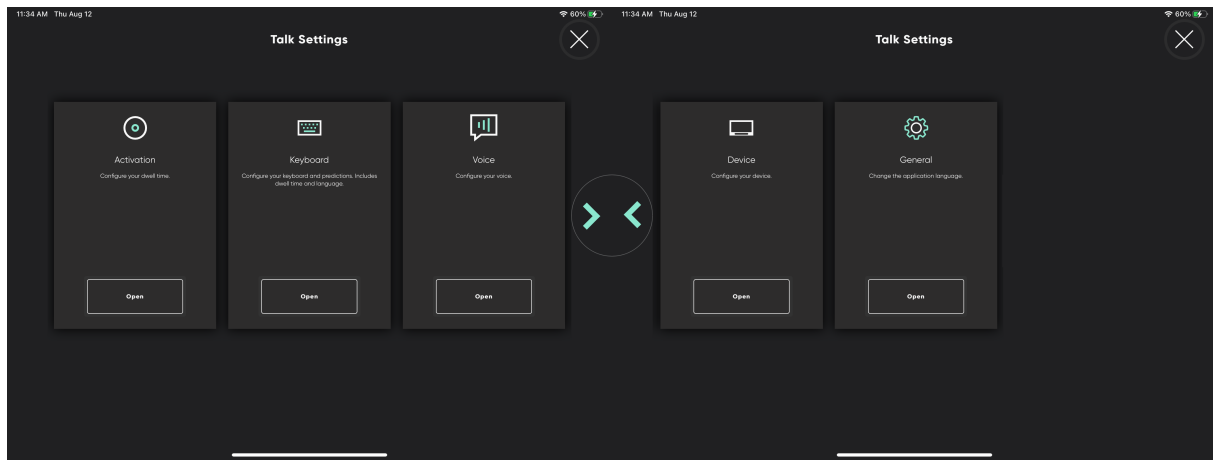 11:34 AM Thu Aug 12
60%
Talk Settings
Activation
Configure your dwell time.
Open
Keyboard
Configure your keyboard and predictions. Includes
dwell time and language.
Open
Voice
Configure your voice.
Open
11:34 AM Thu Aug 12
60%
Talk Settings
Device
Configure your device.
Open
General
Change the application language.
Open